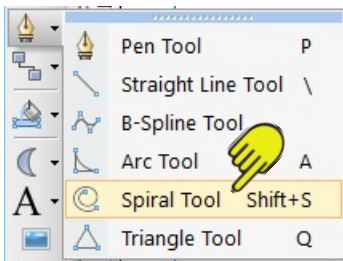 Pen Tool P
Straight Line Tool \
B-Spline Tool
Arc Tool A
A
Spiral Tool Shift+S
Triangle Tool Q